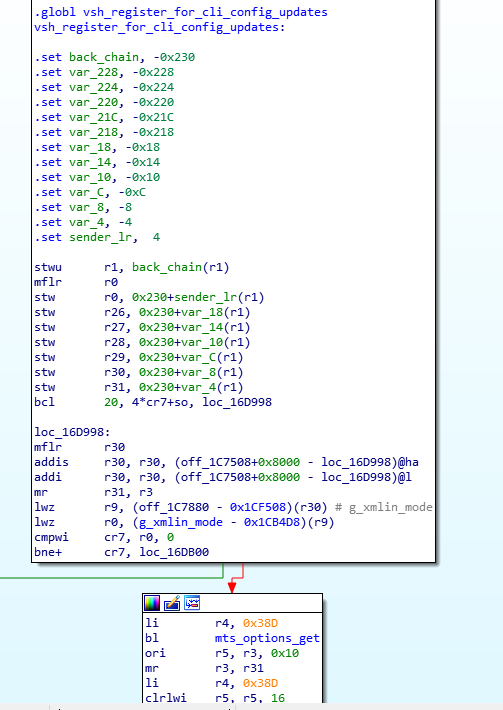 .globl vsh_register_for_cli_config_updates
vsh_register_for_cli_config_updates:
.set back_chain, -0x230
.set var_228, -0x228
.set var_224, -0x224
.set var_220, -0x220
.set var_21C, -0x21C
.set var_218, -0x218
.set var_18, -0x18
.set var_14, -0x14
.set var_10, -0x10
.set var_C, -0xC
.set var_8, -8
.set var_4, -4
.set sender_lr, 4
stwu r1, back_chain(r1)
mflr r0
stw r0, 0x230+sender_lr(r1)
stw r26, 0x230+var_18(r1)
stw r27, 0x230+var_14(r1)
stw r28, 0x230+var_10(r1)
stw r29, 0x230+var_C(r1)
stw r30, 0x230+var_8(r1)
stw r31, 0x230+var_4(r1)
bcl 20, 4*cr7+so, loc_16D998
loc_16D998:
mflr r30
addis r30, r30, (off_1C7508+0x8000 - loc_16D998)@ha
addi r30, r30, (off_1C7508+0x8000 - loc_16D998)@l
mr r31, r3
lwz r9, (off_1C7880 - 0x1CF508)(r30) # g_xmlin_mode
lwz r0, (g_xmlin_mode - 0x1CB4D8)(r9)
cmpwi cr7, r0, 0
bne+ cr7, loc_16DB00
li r4, 0x38D
bl mts_options_get
ori r5, r3, 0x10
mr r3, r31
li r4, 0x38D
clrlwi r5, r5, 16